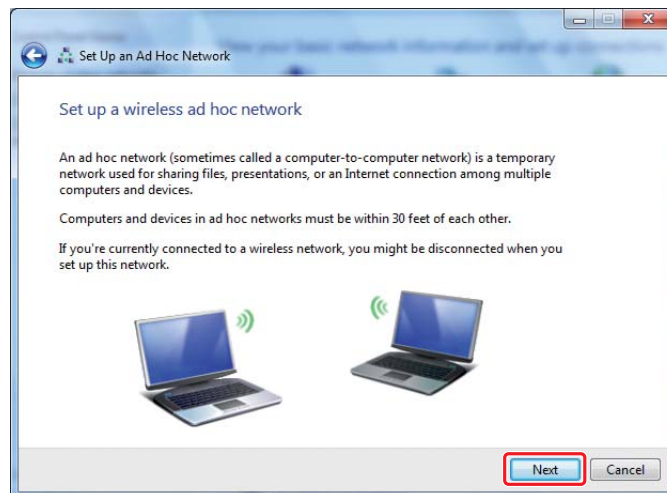 Set Up an Ad Hoc Network
Set up a wireless ad hoc network
An ad hoc network (sometimes called a computer-to-computer network) is a temporary
network used for sharing files, presentations, or an Internet connection among multiple
computers and devices.
Computers and devices in ad hoc networks must be within 30 feet of each other.
If you're currently connected to a wireless network, you might be disconnected when you
set up this network.
Next
Cancel